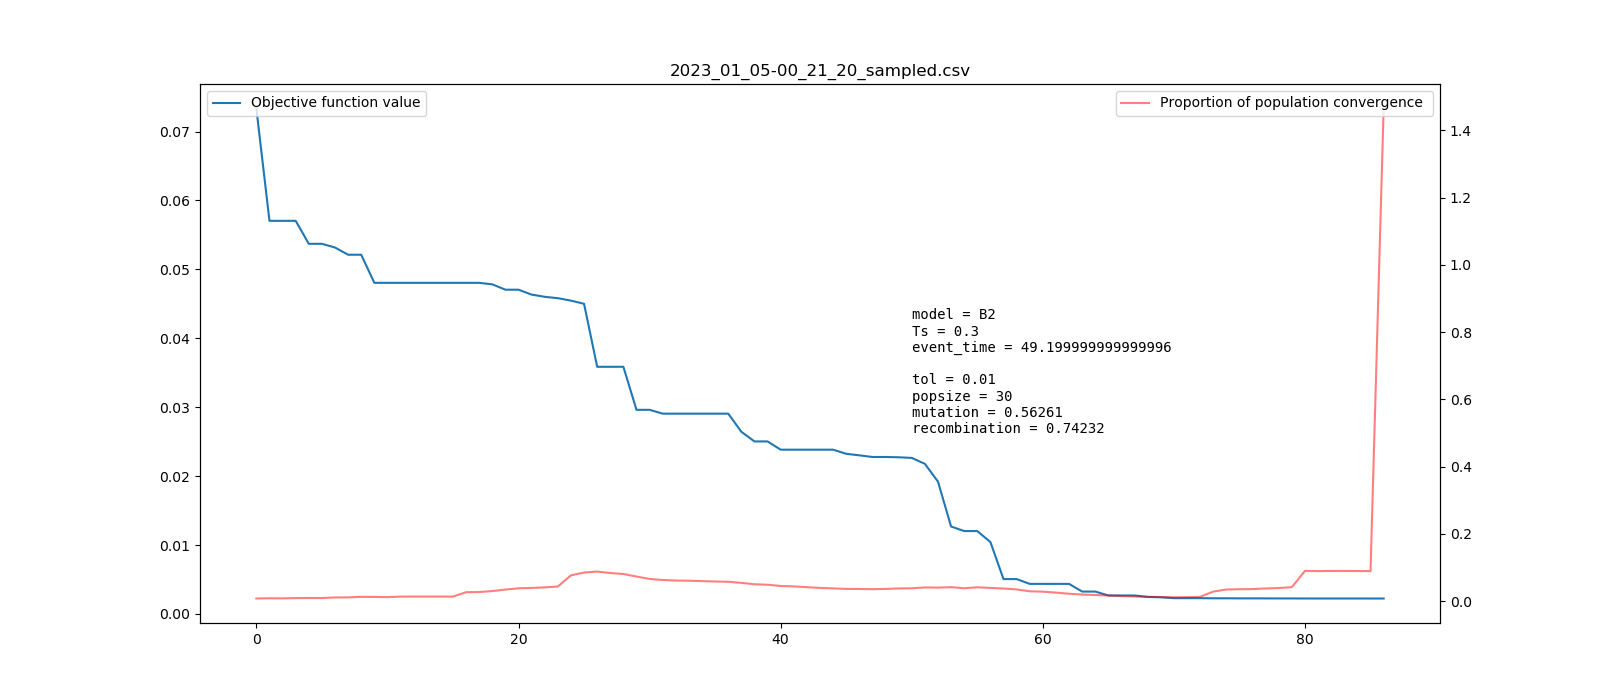 2023_01_05-00_21_20_sampled.csv
Objective function value
Proportion of population convergence
0.07
0.06
0.05
0.04
0.03
0.02
0.01
0.00
1.4
1.2
1.0
0.8
0.6
0.4
0.2
0.0
model = B2
Ts = 0.3
event_time = 49.199999999999996
tol = 0.01
popsize = 30
mutation = 0.56261
recombination = 0.74232
0
20
40
60
80